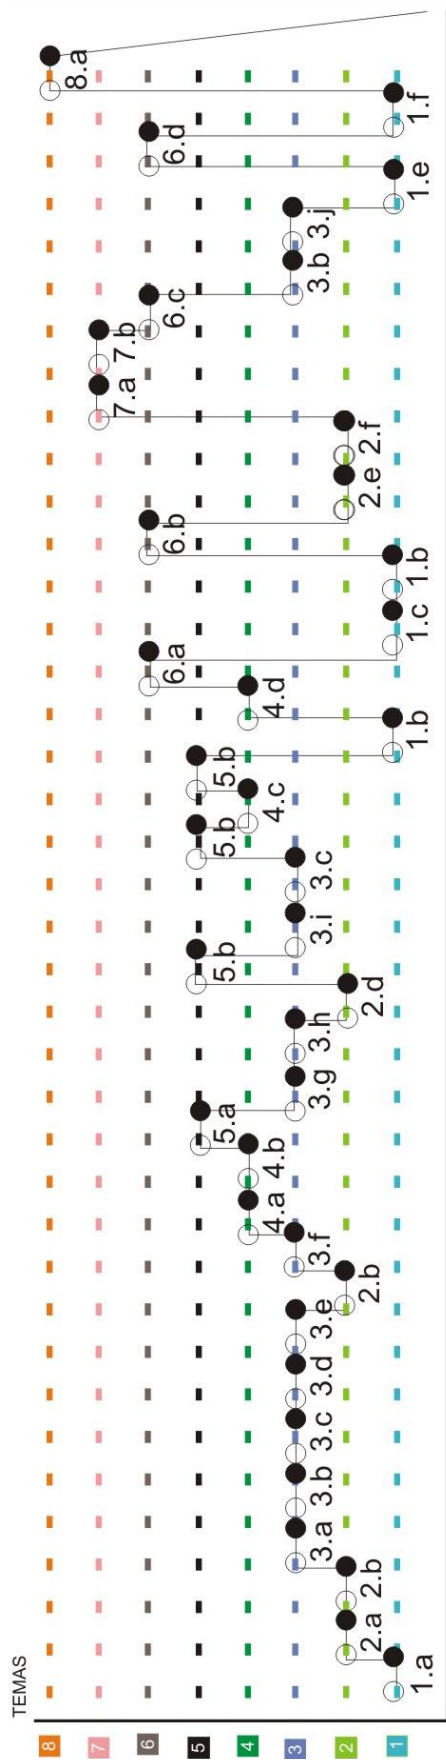 TEMAS
8
7
6
5
4
3
2
1
1.a
2.a
2.b
3.a
3.b
3.c
3.d
3.e
2.b
3.f
4.a
4.b
5.a
3.g
3.h
2.d
5.b
3.i
3.c
5.b
4.c
5.b
1.b
4.d
6.a
1.c
1.b
6.b
2.e
2.f
7.a
7.b
6.c
3.b
3.j
1.e
6.d
1.f
8.a